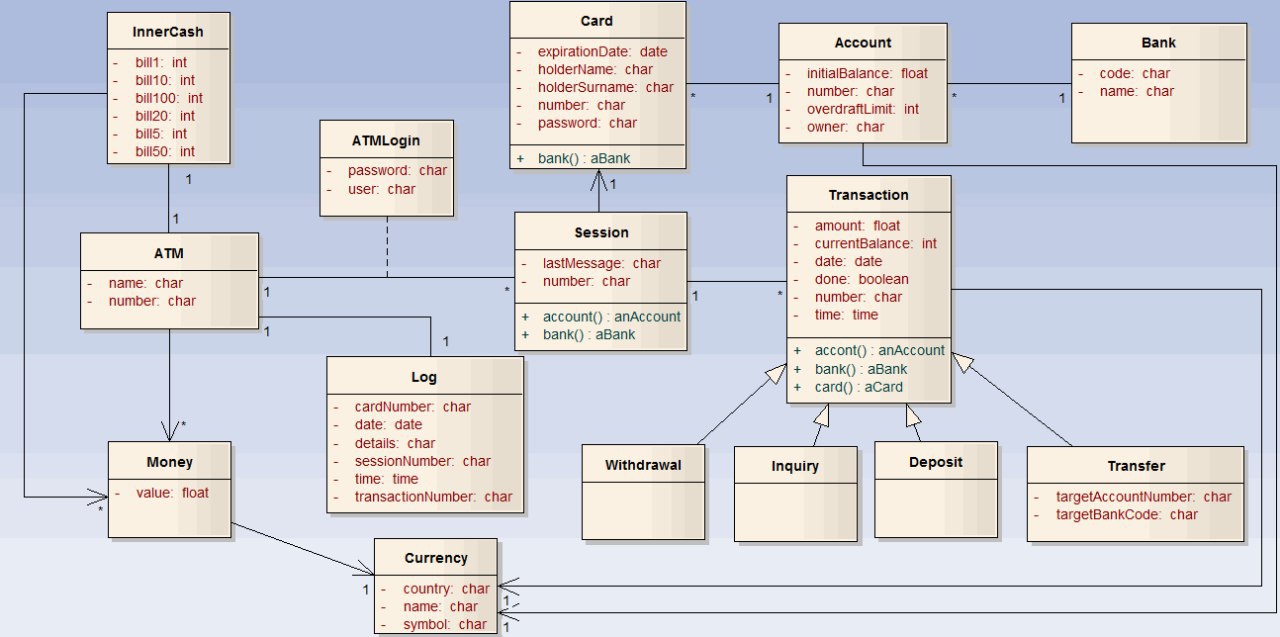 InnerCash
- bill1: int
- bill10: int
- bill100: int
- bill20: int
- bill5: int
- bill50: int
1
1
ATMLogin
- password: char
- user: char
Card
- expirationDate: date
- holderName: char
- holderSurname: char
- number: char
- password: char
+ bank() : aBank
*
1
Account
- initialBalance: float
- number: char
- overdraftLimit: int
- owner: char
*
1
Bank
- code: char
- name: char
1
ATM
- name: char
- number: char
1
*
1
1
Session
- lastMessage: char
- number: char
+ account() : anAccount
+ bank() : aBank
1
*
Transaction
- amount: float
- currentBalance: int
- date: date
- done: boolean
- number: char
- time: time
+ accont() : anAccount
+ bank() : aBank
+ card() : aCard
Log
- cardNumber: char
- date: date
- details: char
- sessionNumber: char
- time: time
- transactionNumber: char
*
Money
- value: float
*
Withdrawal
Inquiry
Deposit
Transfer
- targetAccountNumber: char
- targetBankCode: char
1
Currency
- country: char
- name: char
- symbol: char
1
1